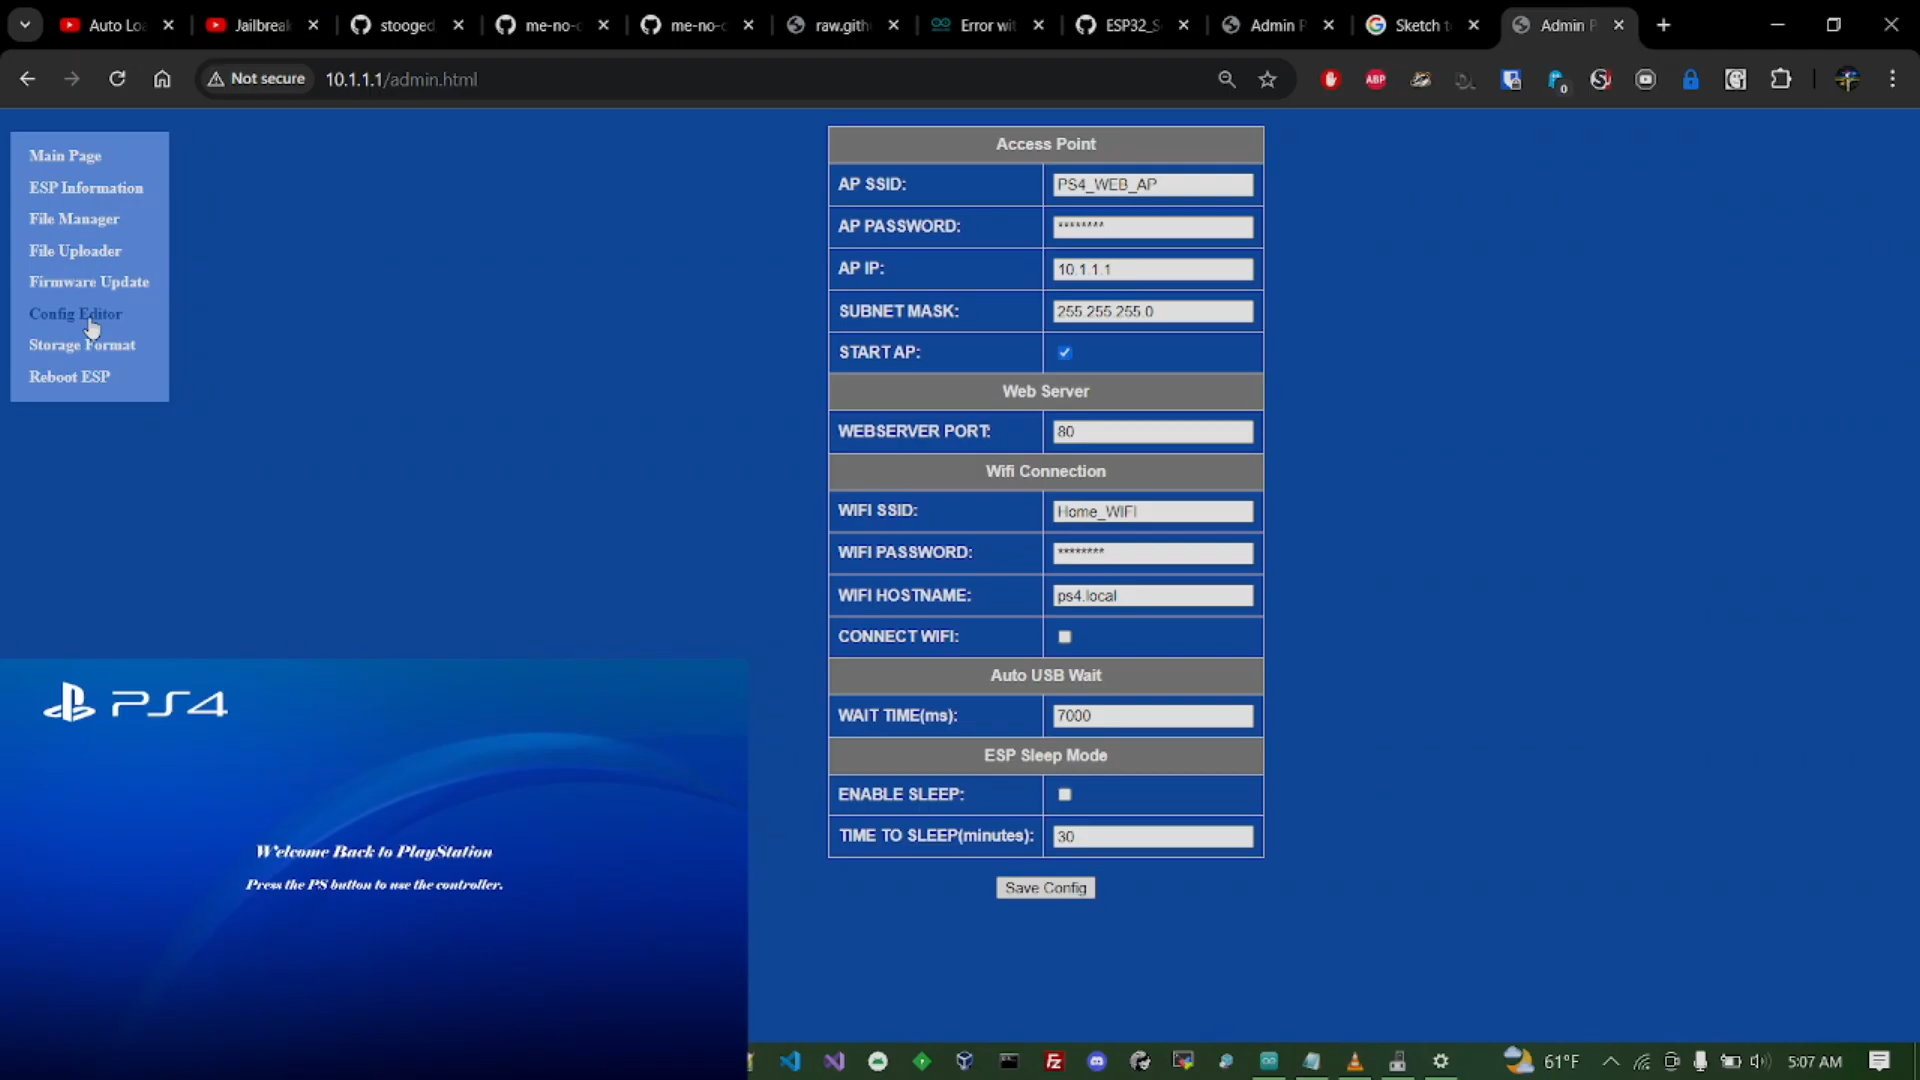 Auto Loa
Jailbreak
stooged
me-no-d
me-no-d
raw.gith
Error wit
ESP32_S
Admin P
Sketch t
Admin P
Not secure
10.1.1.1/admin.html
ABP
0
Main Page
ESP Information
File Manager
File Uploader
Firmware Update
Config Editor
Storage Format
Reboot ESP
Access Point
AP SSID: PS4_WEB_AP
AP PASSWORD: ********
AP IP: 10.1.1.1
SUBNET MASK: 255.255.255.0
START AP:
Web Server
WEBSERVER PORT: 80
Wifi Connection
WIFI SSID: Home_WIFI
WIFI PASSWORD: ********
WIFI HOSTNAME: ps4.local
CONNECT WIFI:
Auto USB Wait
WAIT TIME(ms): 7000
ESP Sleep Mode
ENABLE SLEEP:
TIME TO SLEEP(minutes): 30
Save Config
PS4
Welcome Back to PlayStation
Press the PS button to use the controller.
61°F
5:07 AM